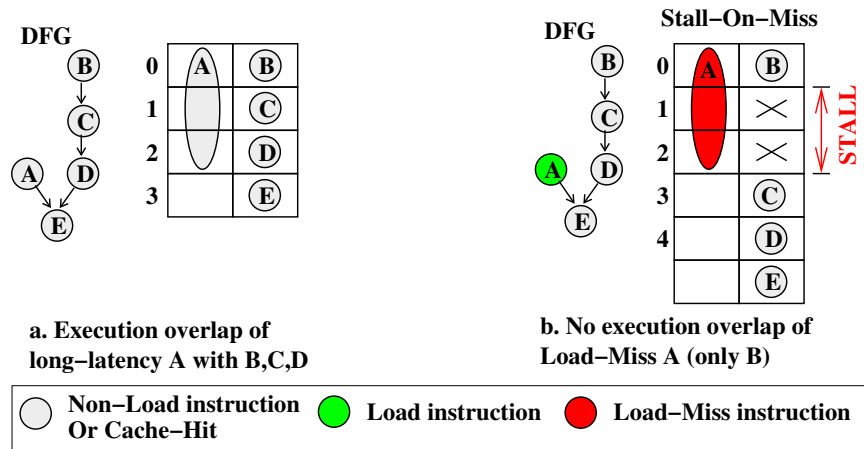 DFG
B
C
A
D
E
0
1
2
3
A
B
C
D
E
a. Execution overlap of
long−latency A with B,C,D
Stall−On−Miss
DFG
B
C
A
D
E
0
1
2
3
4
A
B
C
D
E
STALL
b. No execution overlap of
Load−Miss A (only B)
Non−Load instruction
Or Cache−Hit
Load instruction
Load−Miss instruction